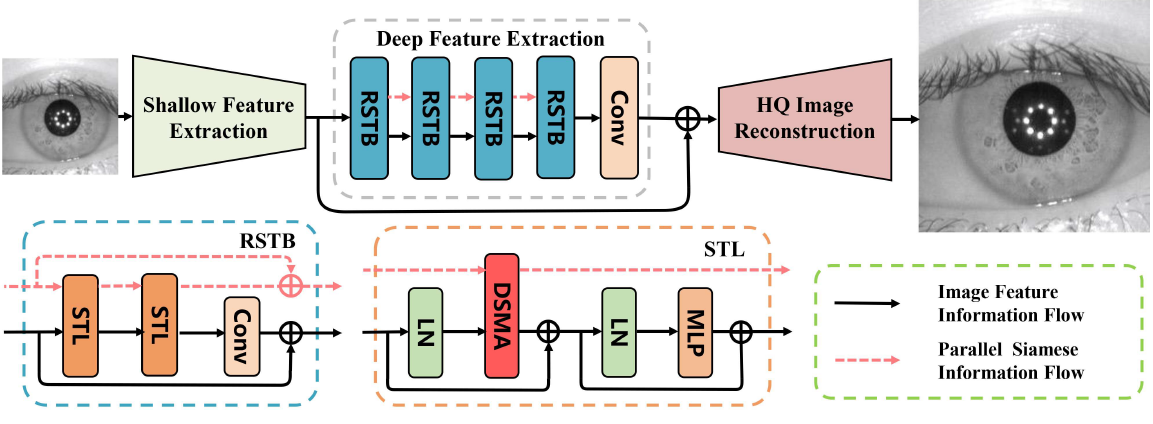 Deep Feature Extraction
Shallow Feature
Extraction
RSTB
RSTB
RSTB
RSTB
Conv
HQ Image
Reconstruction
RSTB
STL
STL
Conv
STL
LN
DSMA
LN
MLP
Image Feature
Information Flow
Parallel Siamese
Information Flow